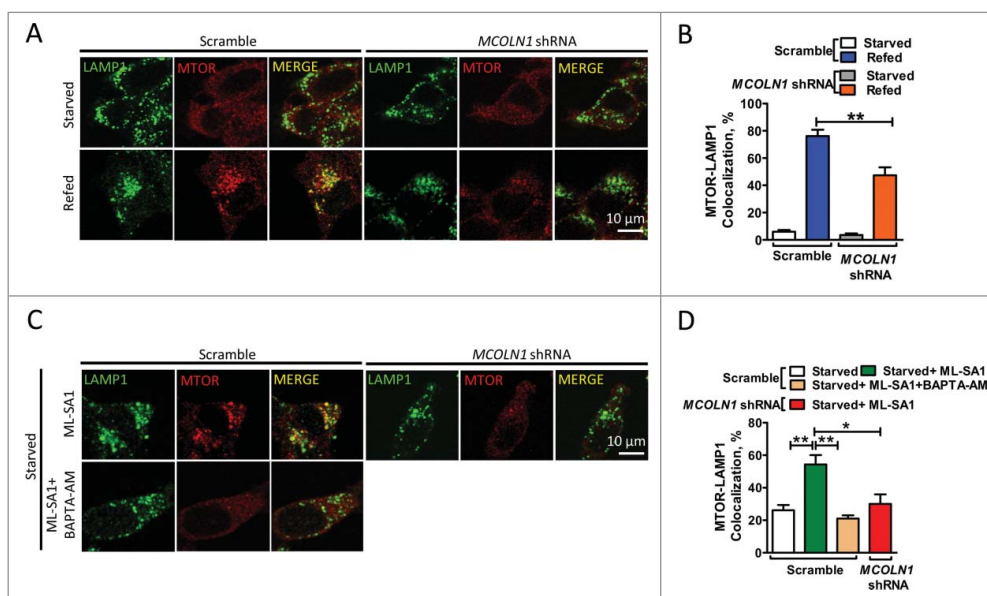 A
Scramble
MCOLN1 shRNA
LAMP1 MTOR MERGE LAMP1 MTOR MERGE
Starved
Refed
10 µm
B
Scramble
Starved
Refed
MCOLN1 shRNA
Starved
Refed
**
MTOR-LAMP1
Colocalization, %
100
80
60
40
20
0
Scramble
MCOLN1
shRNA
C
Scramble
MCOLN1 shRNA
LAMP1 MTOR MERGE LAMP1 MTOR MERGE
Starved
ML-SA1
ML-SA1+
BAPTA-AM
10 µm
D
Scramble
Starved Starved+ ML-SA1
Starved+ ML-SA1+BAPTA-AM
MCOLN1 shRNA Starved+ ML-SA1
*
** **
MTOR-LAMP1
Colocalization, %
80
60
40
20
0
Scramble
MCOLN1
shRNA